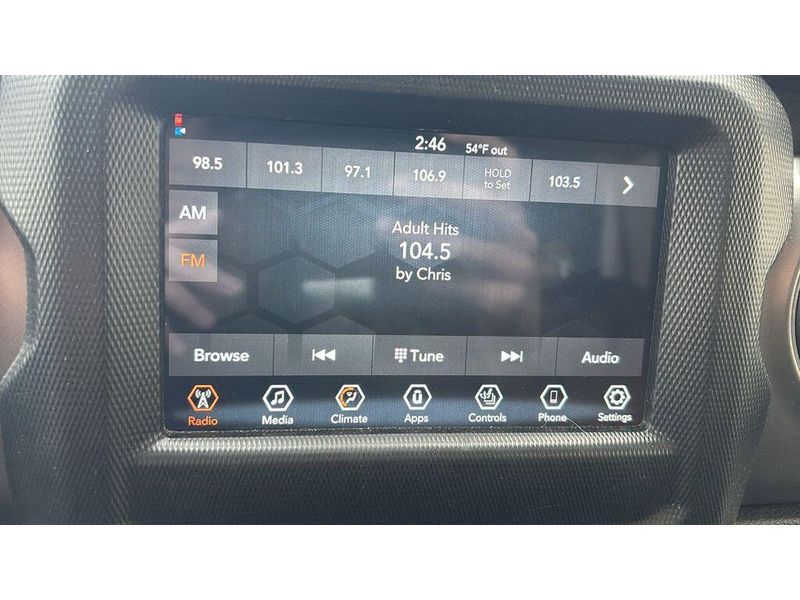 2:46 54°F out
98.5 101.3 97.1 106.9 HOLD to Set 103.5
AM
FM
Adult Hits
104.5
by Chris
Browse Tune Audio
Radio Media Climate Apps Controls Phone Settings